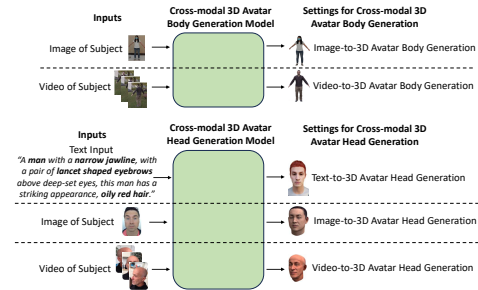 Inputs
Cross-modal 3D Avatar
Body Generation Model
Settings for Cross-modal 3D
Avatar Body Generation
Image of Subject
Image-to-3D Avatar Body Generation
Video of Subject
Video-to-3D Avatar Body Generation
Inputs
Cross-modal 3D Avatar
Head Generation Model
Settings for Cross-modal 3D
Avatar Head Generation
Text Input
“A man with a narrow jawline, with
a pair of lancet shaped eyebrows
above deep-set eyes, this man has a
striking appearance, oily red hair.”
Text-to-3D Avatar Head Generation
Image of Subject
Image-to-3D Avatar Head Generation
Video of Subject
Video-to-3D Avatar Head Generation